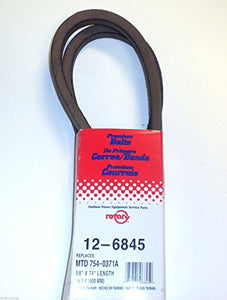 Premium
Belts
De Primera
Correa/Banda
Premium
Courroie
Outdoor Power Equipment Service Parts
rotary
12-6845
REPLACES
MTD 754-0371A
5/8" X 74" LENGTH